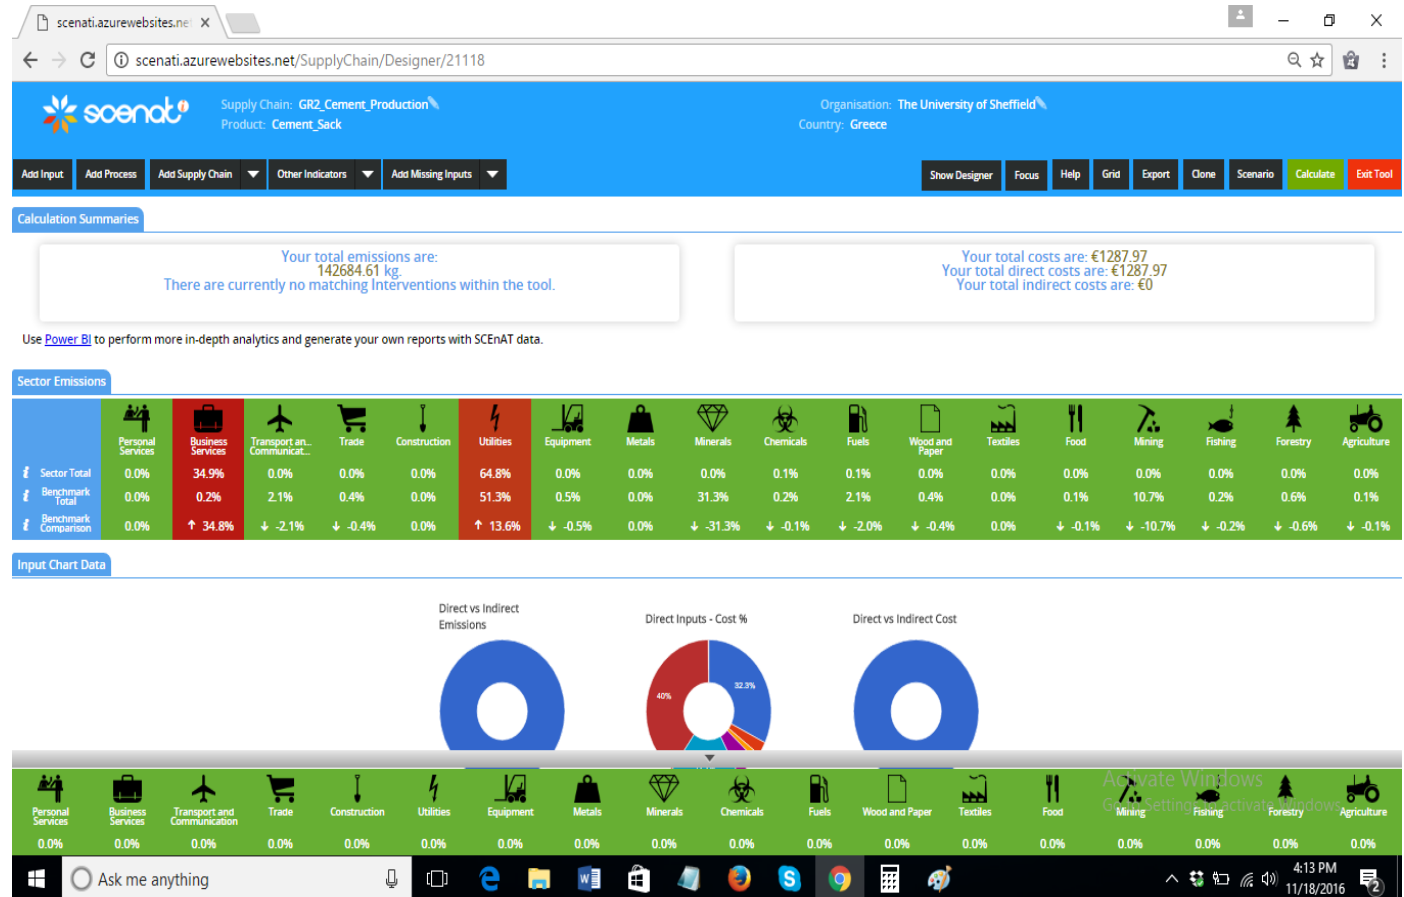 scenati.azurewebsites.net
scenati.azurewebsites.net/SupplyChain/Designer/21118
scenati
Supply Chain: GR2_Cement_Production
Product: Cement_Sack
Organisation: The University of Sheffield
Country: Greece
Add Input Add Process Add Supply Chain Other Indicators Add Missing Inputs Show Designer Focus Help Grid Export Clone Scenario Calculate Exit Tool
Calculation Summaries
Your total emissions are:
142684.61 kg.
There are currently no matching Interventions within the tool.
Your total costs are: €1287.97
Your total direct costs are: €1287.97
Your total indirect costs are: €0
Use Power BI to perform more in-depth analytics and generate your own reports with SCEnAT data.
Sector Emissions
Personal Services Business Services Transport an... Communicat... Trade Construction Utilities Equipment Metals Minerals Chemicals Fuels Wood and Paper Textiles Food Mining Fishing Forestry Agriculture
i Sector Total 0.0% 34.9% 0.0% 0.0% 0.0% 64.8% 0.0% 0.0% 0.0% 0.1% 0.1% 0.0% 0.0% 0.0% 0.0% 0.0% 0.0% 0.0%
i Benchmark Total 0.0% 0.2% 2.1% 0.4% 0.0% 51.3% 0.5% 0.0% 31.3% 0.2% 2.1% 0.4% 0.0% 0.1% 10.7% 0.2% 0.6% 0.1%
i Benchmark Comparison 0.0% ↑ 34.8% ↓ -2.1% ↓ -0.4% 0.0% ↑ 13.6% ↓ -0.5% 0.0% ↓ -31.3% ↓ -0.1% ↓ -2.0% ↓ -0.4% 0.0% ↓ -0.1% ↓ -10.7% ↓ -0.2% ↓ -0.6% ↓ -0.1%
Input Chart Data
Direct vs Indirect
Emissions
Direct Inputs - Cost %
Direct vs Indirect Cost
40%
32.3%
Activate Windows
Personal Services Business Services Transport and Communication Trade Construction Utilities Equipment Metals Minerals Chemicals Fuels Wood and Paper Textiles Food Mining Fishing Forestry Agriculture
0.0% 0.0% 0.0% 0.0% 0.0% 0.0% 0.0% 0.0% 0.0% 0.0% 0.0% 0.0% 0.0% 0.0% 0.0% 0.0% 0.0% 0.0%
Ask me anything
4:13 PM
11/18/2016
2